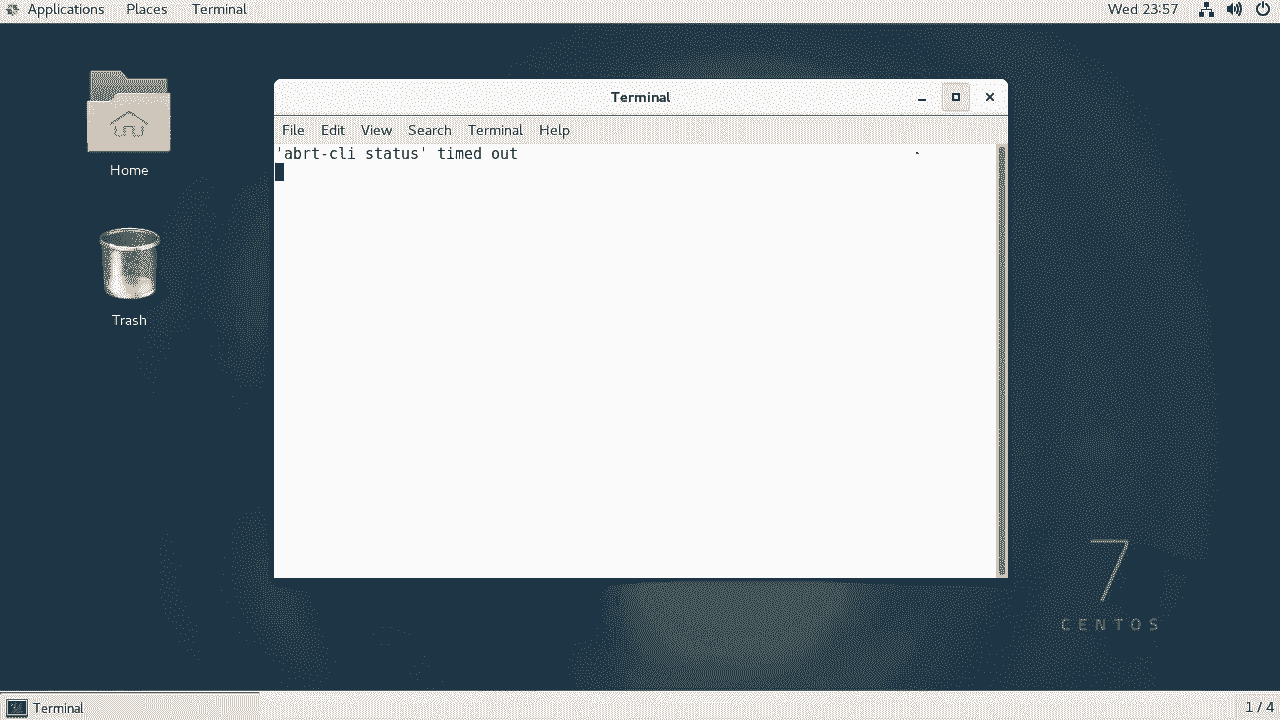 Applications Places Terminal Wed 23:57
Home
Trash
Terminal
File Edit View Search Terminal Help
'abrt-cli status' timed out
7
CENTOS
Terminal 1 / 4